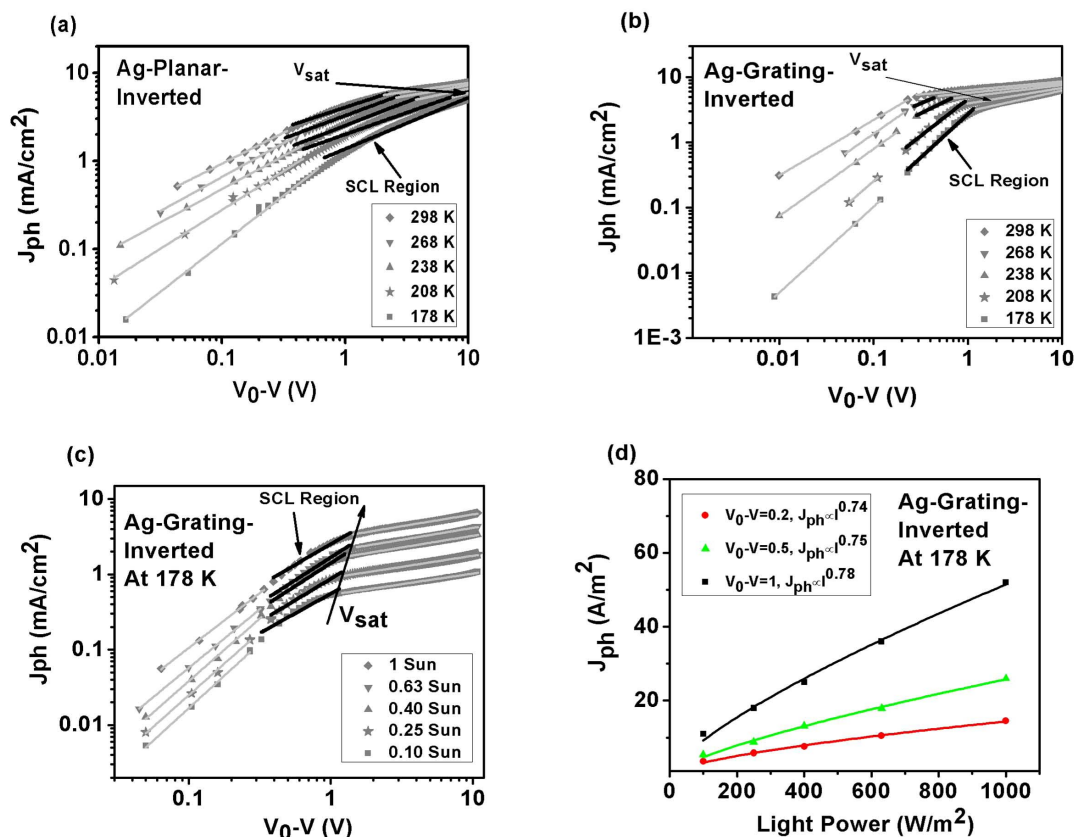 (a)
Ag-Planar-
Inverted
Vsat
SCL Region
298 K
268 K
238 K
208 K
178 K
10
1
0.1
0.01
0.01
0.1
1
10
Jph (mA/cm²)
V₀-V (V)
(b)
Ag-Grating-
Inverted
Vsat
SCL Region
298 K
268 K
238 K
208 K
178 K
10
1
0.1
0.01
1E-3
0.01
0.1
1
10
Jph (mA/cm²)
V₀-V (V)
(c)
Ag-Grating-
Inverted
At 178 K
SCL Region
Vsat
1 Sun
0.63 Sun
0.40 Sun
0.25 Sun
0.10 Sun
10
1
0.1
0.01
0.1
1
10
Jph (mA/cm²)
V₀-V (V)
(d)
Ag-Grating-
Inverted
At 178 K
V₀-V=0.2, Jph∝I^0.74
V₀-V=0.5, Jph∝I^0.75
V₀-V=1, Jph∝I^0.78
80
60
40
20
0
200
400
600
800
1000
Jph (A/m²)
Light Power (W/m²)